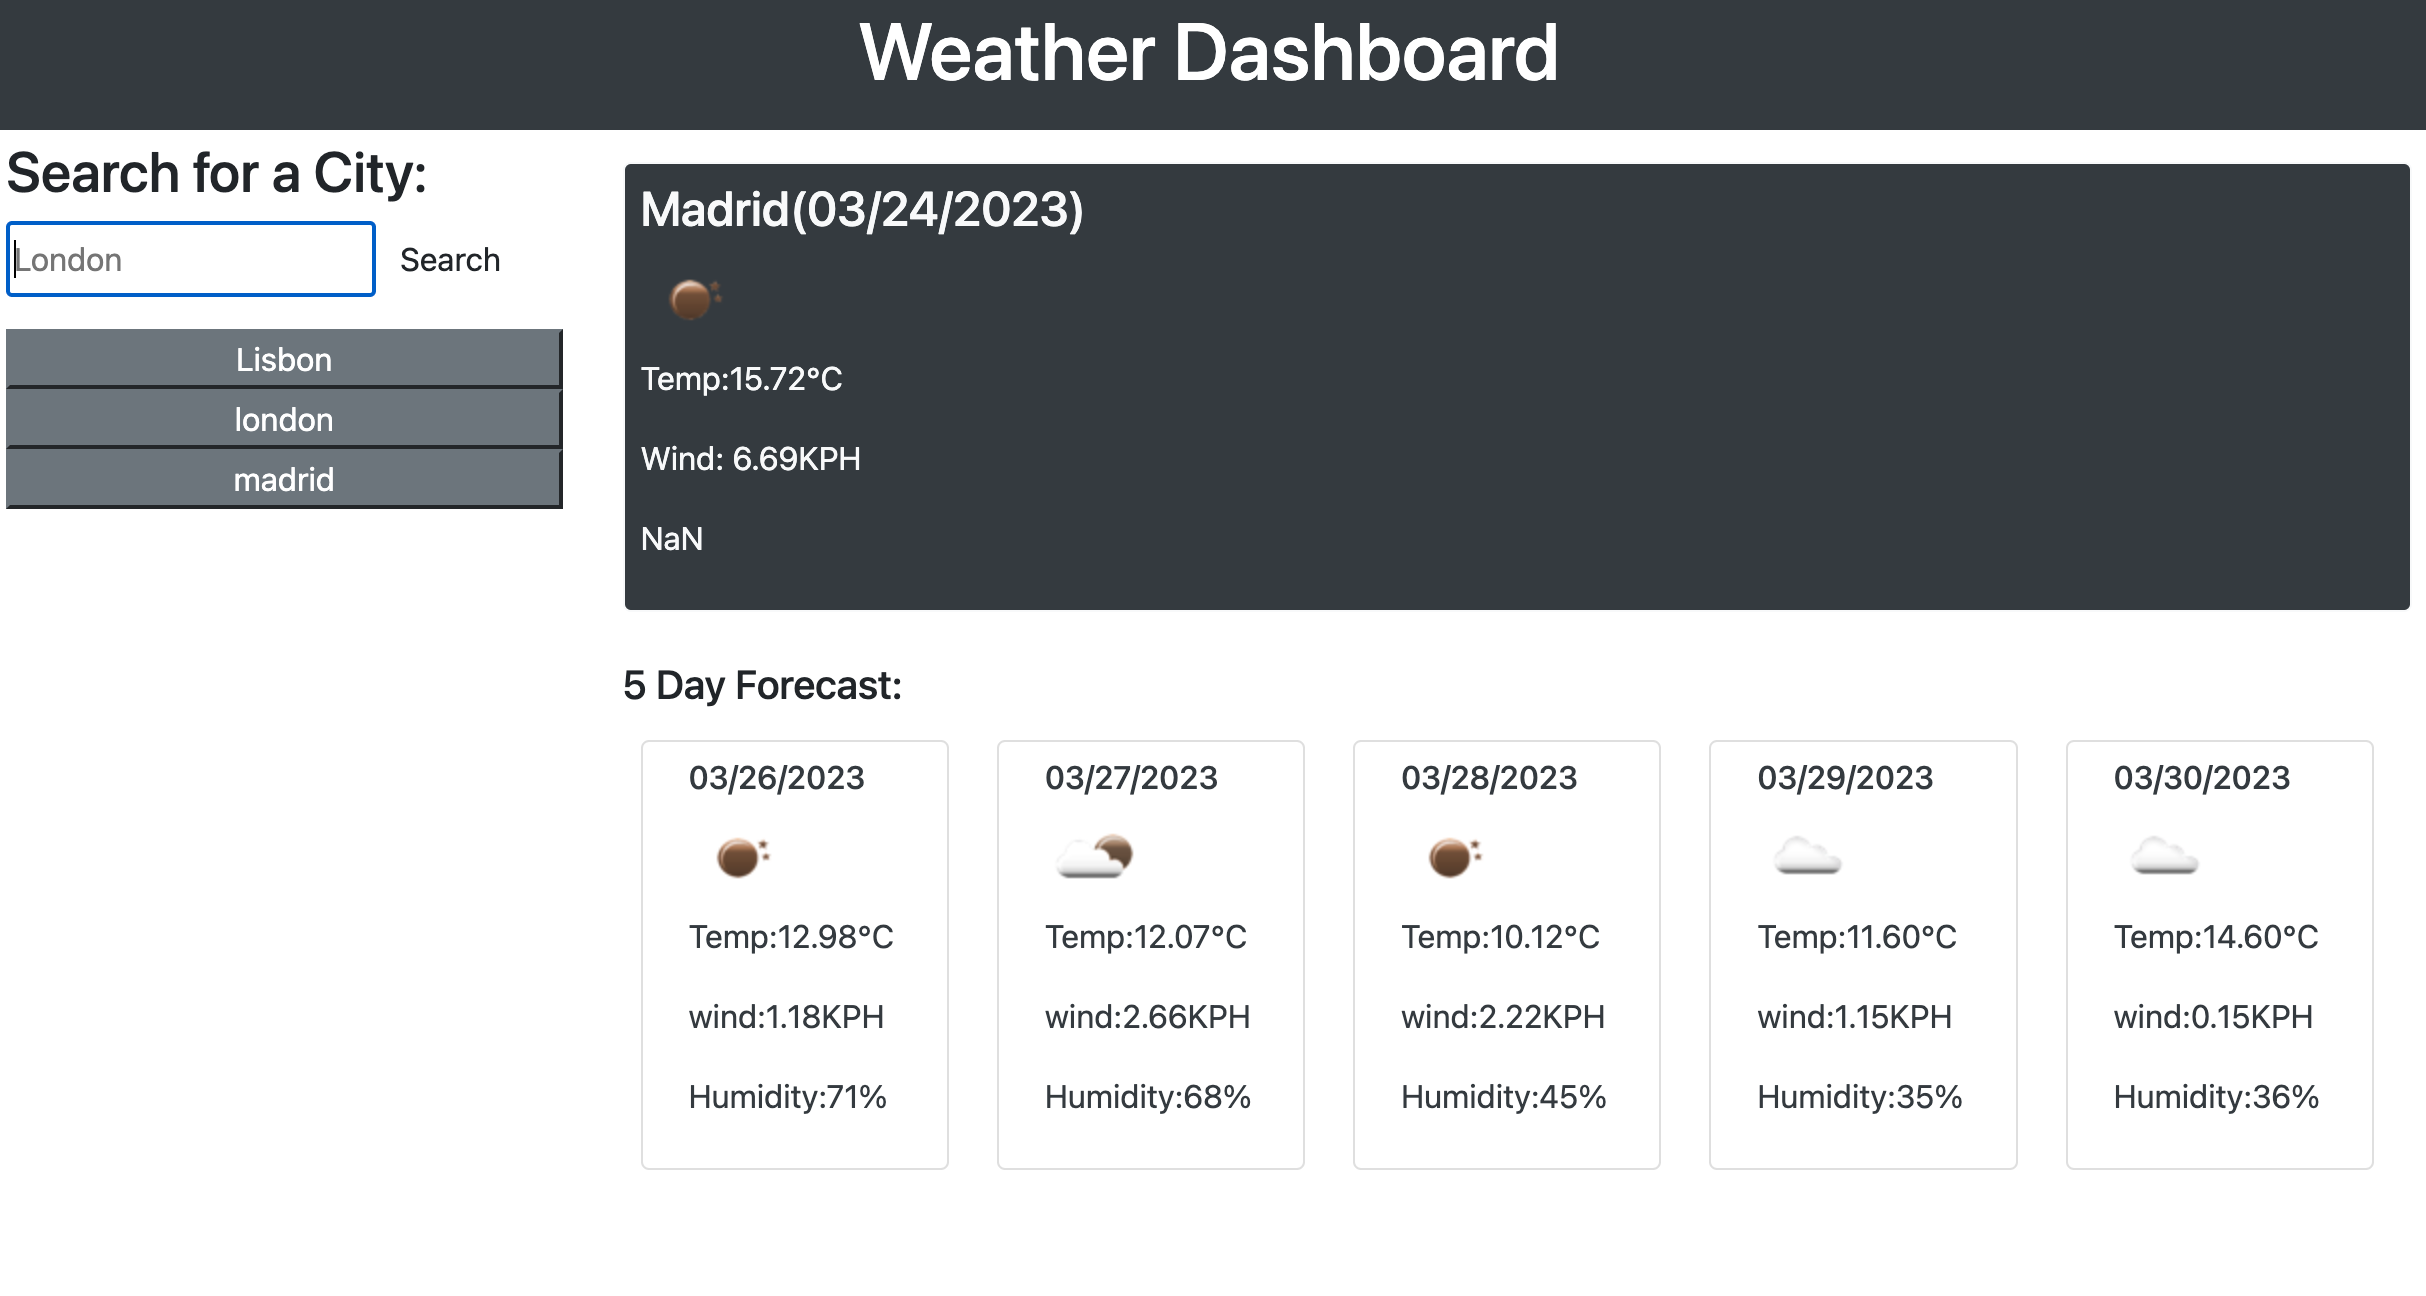 Weather Dashboard
Search for a City:
London
Search
Lisbon
london
madrid
Madrid(03/24/2023)
Temp:15.72°C
Wind: 6.69KPH
NaN
5 Day Forecast:
03/26/2023
Temp:12.98°C
wind:1.18KPH
Humidity:71%
03/27/2023
Temp:12.07°C
wind:2.66KPH
Humidity:68%
03/28/2023
Temp:10.12°C
wind:2.22KPH
Humidity:45%
03/29/2023
Temp:11.60°C
wind:1.15KPH
Humidity:35%
03/30/2023
Temp:14.60°C
wind:0.15KPH
Humidity:36%